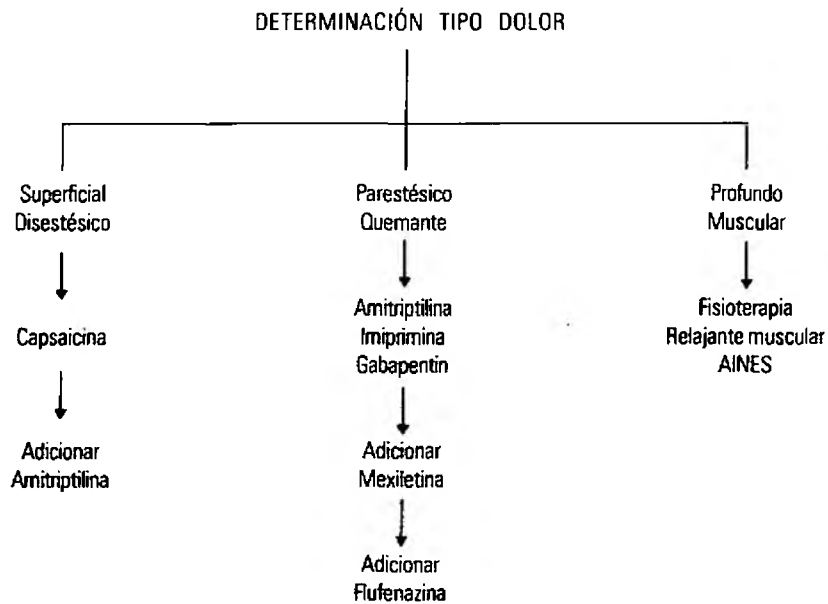 DETERMINACIÓN TIPO DOLOR
Superficial
Disestésico
Capsaicina
Adicionar
Amitriptilina
Parestésico
Quemante
Amitriptilina
Imiprimina
Gabapentin
Adicionar
Mexiletina
Adicionar
Flufenazina
Profundo
Muscular
Fisioterapia
Relajante muscular
AINES